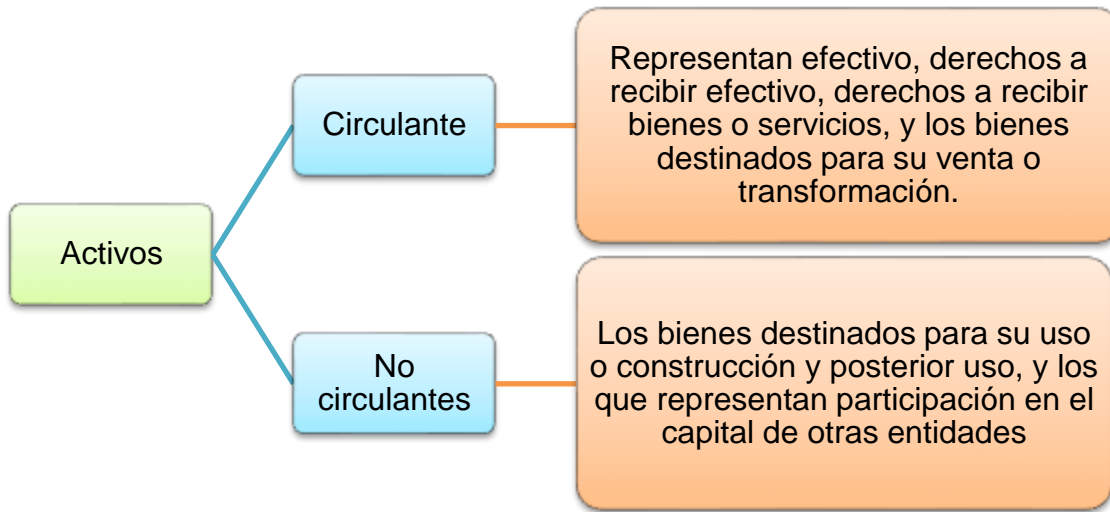 Activos
Circulante
Representan efectivo, derechos a
recibir efectivo, derechos a recibir
bienes o servicios, y los bienes
destinados para su venta o
transformación.
No
circulantes
Los bienes destinados para su uso
o construcción y posterior uso, y los
que representan participación en el
capital de otras entidades